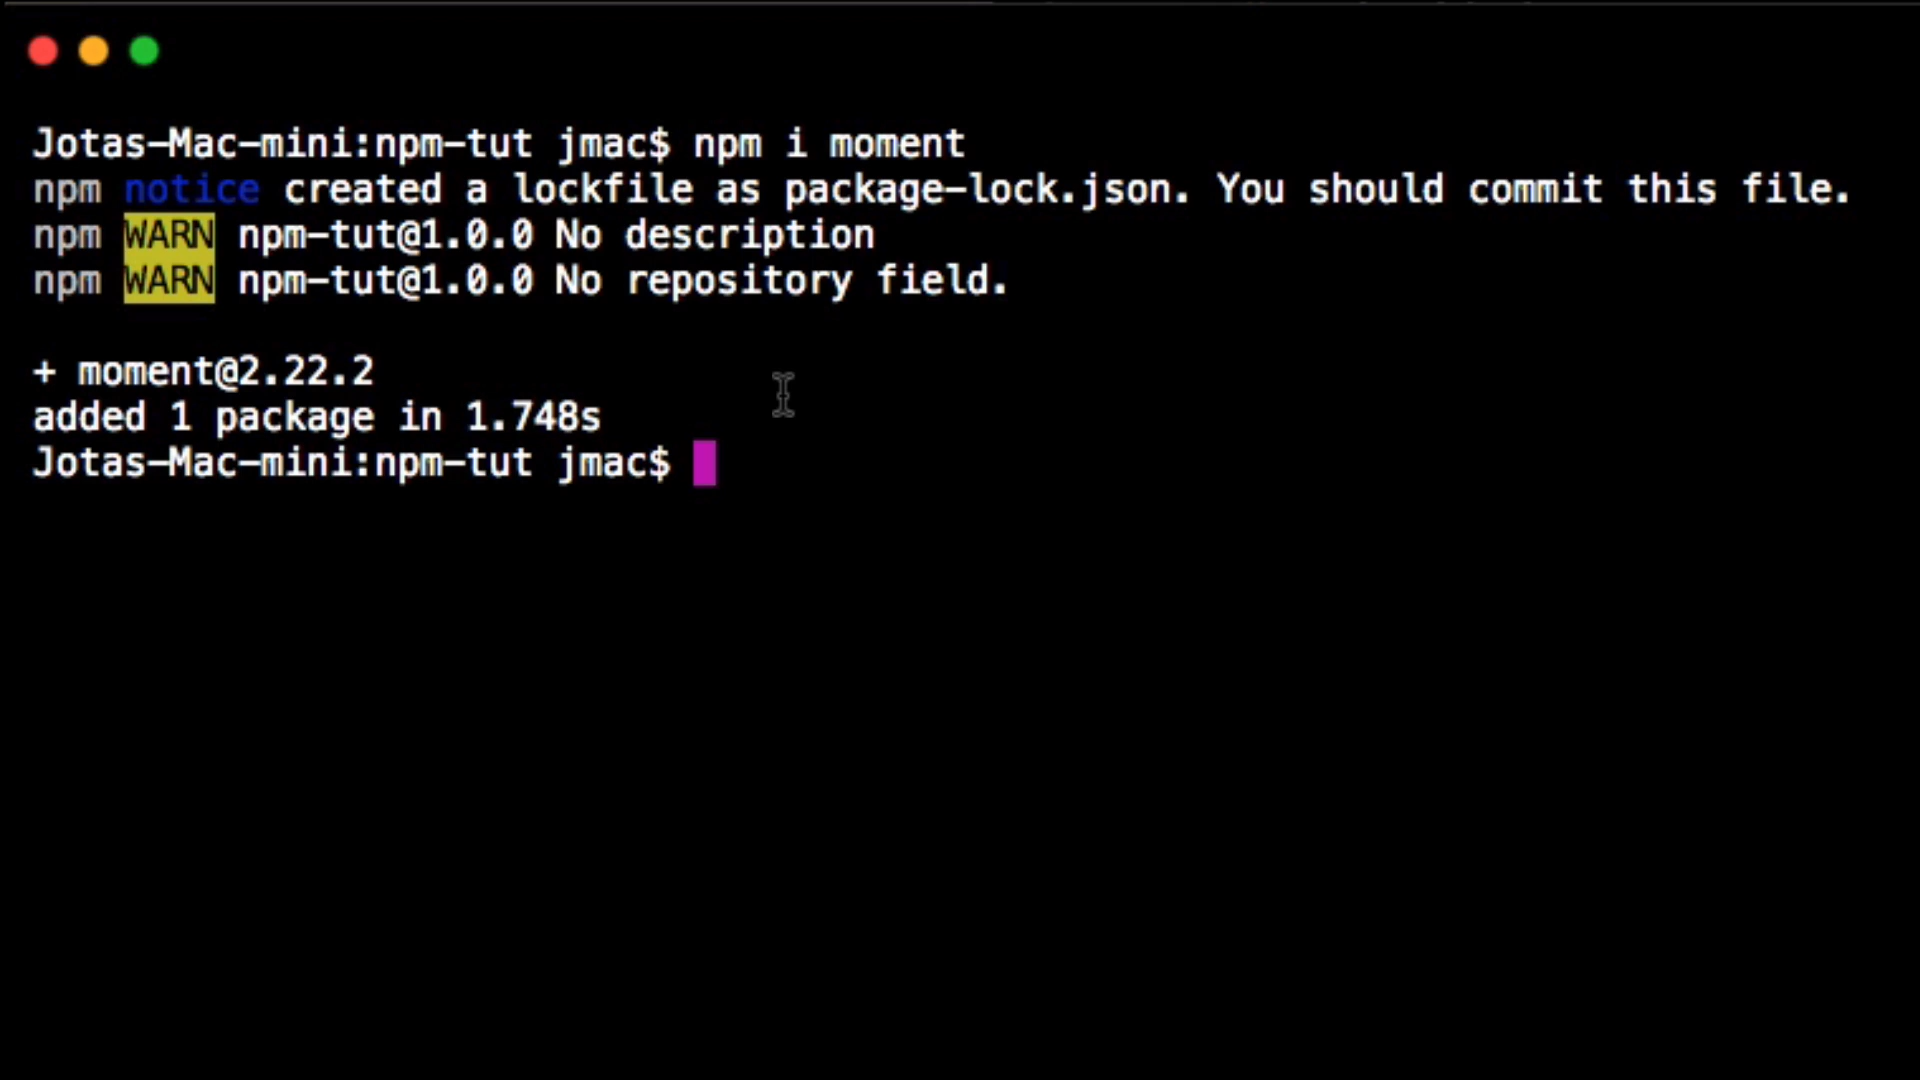 Jotas-Mac-mini:npm-tut jmac$ npm i moment
npm notice created a lockfile as package-lock.json. You should commit this file.
npm WARN npm-tut@1.0.0 No description
npm WARN npm-tut@1.0.0 No repository field.
+ moment@2.22.2
added 1 package in 1.748s
Jotas-Mac-mini:npm-tut jmac$